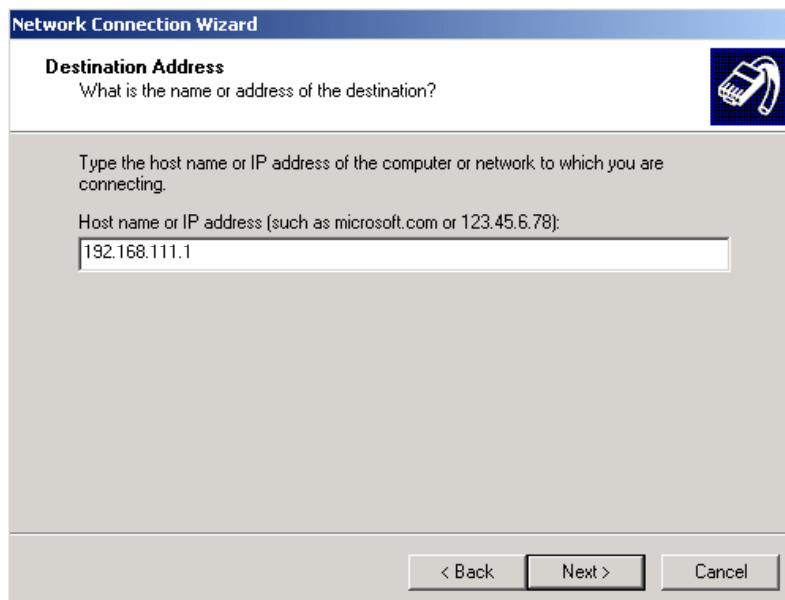 Network Connection Wizard
Destination Address
What is the name or address of the destination?
Type the host name or IP address of the computer or network to which you are
connecting.
Host name or IP address (such as microsoft.com or 123.45.6.78):
192.168.111.1
< Back Next > Cancel